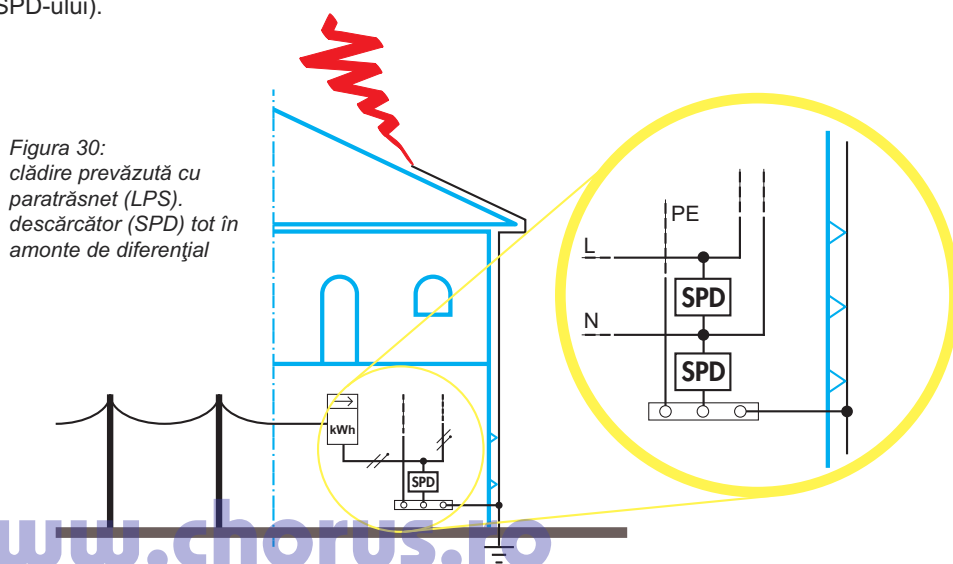 SPD-ului).
Figura 30:
clădire prevăzută cu
paratrăsnet (LPS).
descărcător (SPD) tot în
amonte de diferenţial
PE
L
SPD
N
SPD
kWh
SPD
www.chorus.ro